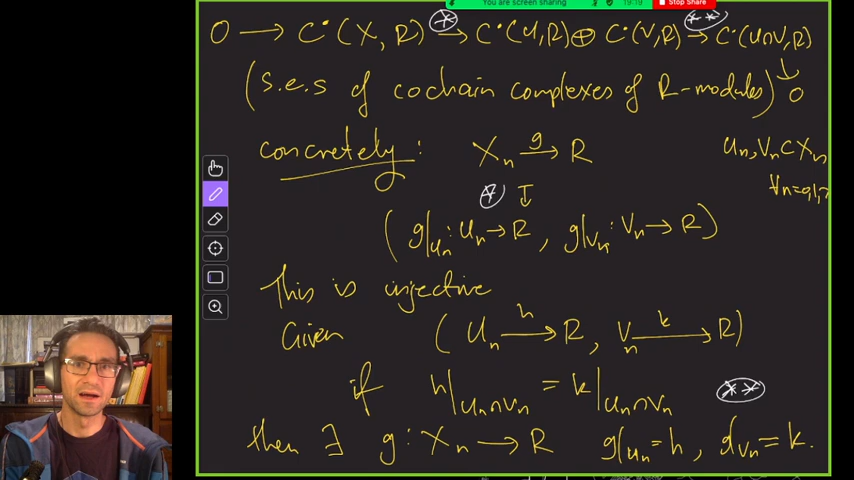 You are screen sharing 19:19 Stop Share
0 → C•(X, R) →(*) C•(U,R) ⊕ C•(V,R) →(**) C•(U∩V,R)
(s.e.s of cochain complexes of R-modules) ↓ 0
concretely: Xₙ —g→ R Uₙ,Vₙ ⊂ Xₙ
(*) ↧ ∀n=0,1,
(g|Uₙ: Uₙ → R, g|Vₙ: Vₙ → R)
This is injective
Given (Uₙ —h→ R, Vₙ —k→ R)
if h|Uₙ∩Vₙ = k|Uₙ∩Vₙ (**)
then ∃ g: Xₙ → R g|Uₙ = h, g|Vₙ = k.